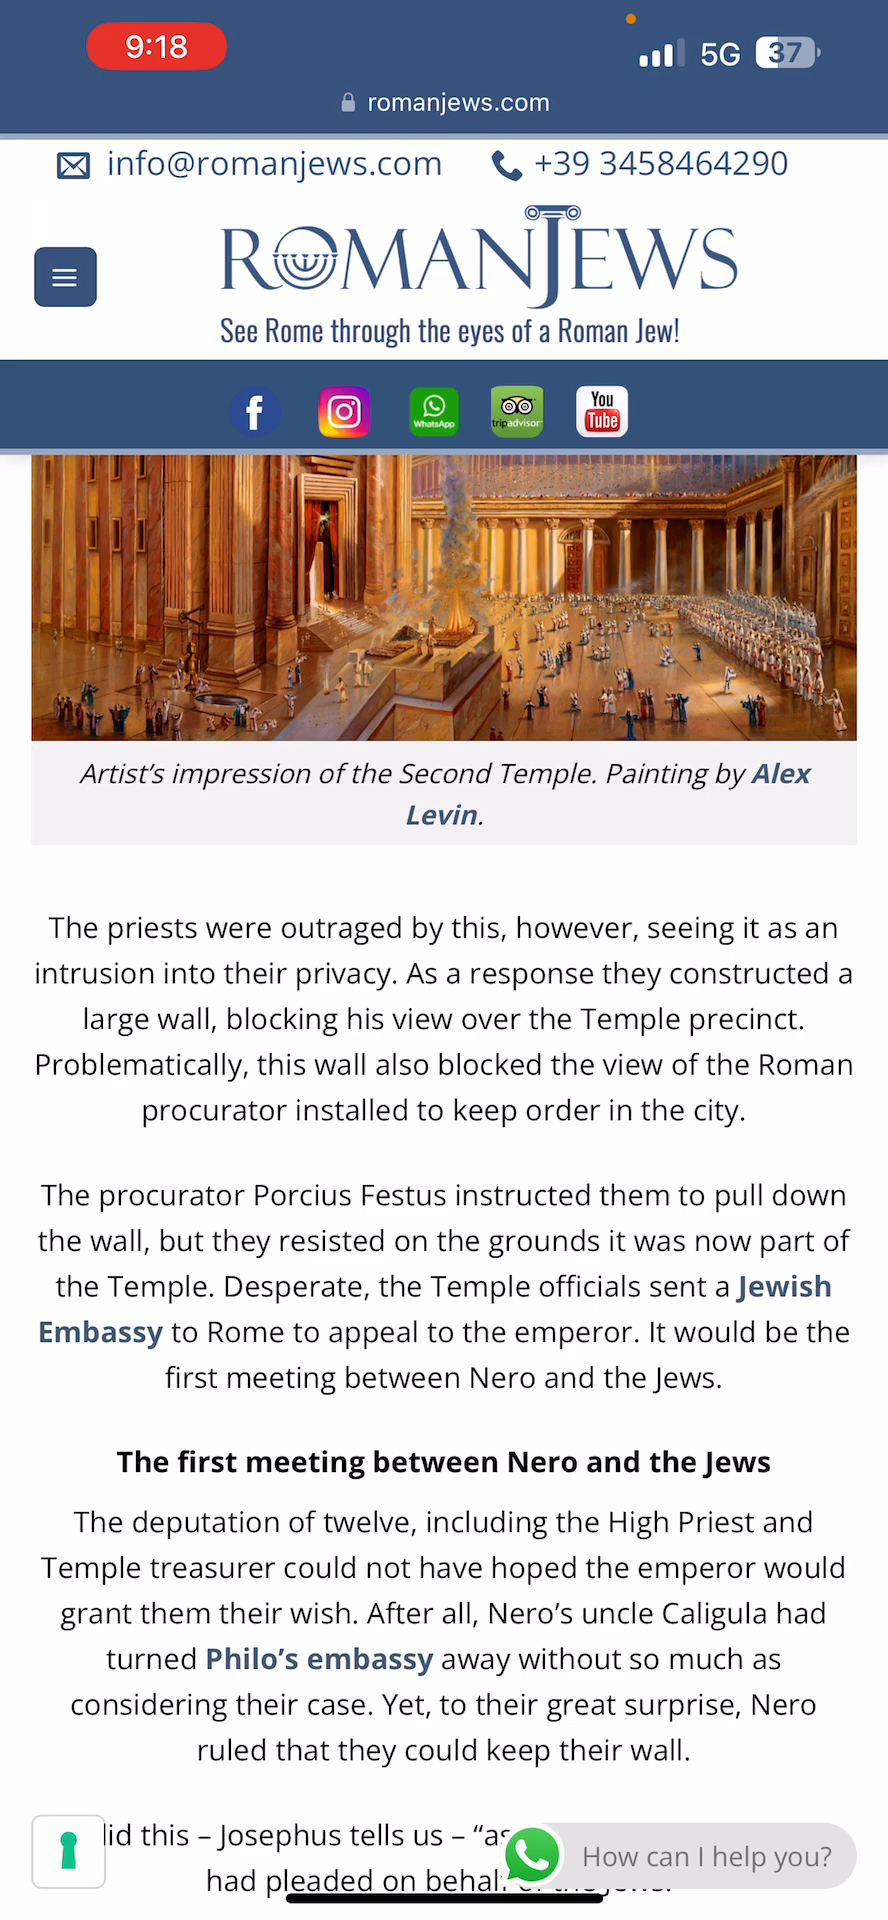 9:18
5G 37
romanjews.com
info@romanjews.com +39 3458464290
ROMANJEWS
See Rome through the eyes of a Roman Jew!
f WhatsApp tripadvisor You Tube
Artist's impression of the Second Temple. Painting by Alex
Levin.
The priests were outraged by this, however, seeing it as an
intrusion into their privacy. As a response they constructed a
large wall, blocking his view over the Temple precinct.
Problematically, this wall also blocked the view of the Roman
procurator installed to keep order in the city.
The procurator Porcius Festus instructed them to pull down
the wall, but they resisted on the grounds it was now part of
the Temple. Desperate, the Temple officials sent a Jewish
Embassy to Rome to appeal to the emperor. It would be the
first meeting between Nero and the Jews.
The first meeting between Nero and the Jews
The deputation of twelve, including the High Priest and
Temple treasurer could not have hoped the emperor would
grant them their wish. After all, Nero’s uncle Caligula had
turned Philo’s embassy away without so much as
considering their case. Yet, to their great surprise, Nero
ruled that they could keep their wall.
this – Josephus tells us –
How can I help you?
had pleaded on